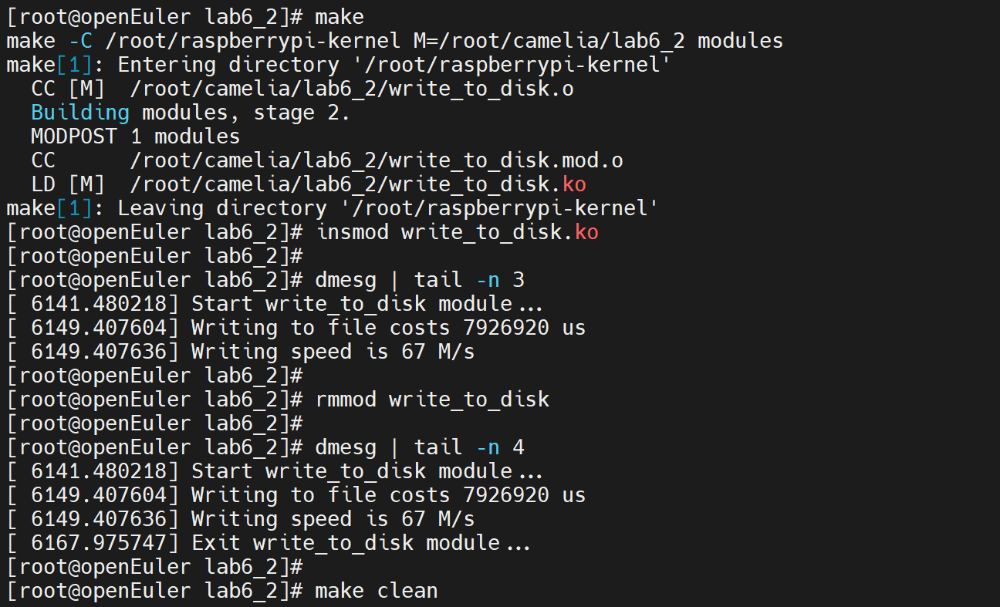 [root@openEuler lab6_2]# make
make -C /root/raspberrypi-kernel M=/root/camelia/lab6_2 modules
make[1]: Entering directory '/root/raspberrypi-kernel'
  CC [M]  /root/camelia/lab6_2/write_to_disk.o
  Building modules, stage 2.
  MODPOST 1 modules
  CC      /root/camelia/lab6_2/write_to_disk.mod.o
  LD [M]  /root/camelia/lab6_2/write_to_disk.ko
make[1]: Leaving directory '/root/raspberrypi-kernel'
[root@openEuler lab6_2]# insmod write_to_disk.ko
[root@openEuler lab6_2]#
[root@openEuler lab6_2]# dmesg | tail -n 3
[ 6141.480218] Start write_to_disk module...
[ 6149.407604] Writing to file costs 7926920 us
[ 6149.407636] Writing speed is 67 M/s
[root@openEuler lab6_2]#
[root@openEuler lab6_2]# rmmod write_to_disk
[root@openEuler lab6_2]#
[root@openEuler lab6_2]# dmesg | tail -n 4
[ 6141.480218] Start write_to_disk module...
[ 6149.407604] Writing to file costs 7926920 us
[ 6149.407636] Writing speed is 67 M/s
[ 6167.975747] Exit write_to_disk module...
[root@openEuler lab6_2]#
[root@openEuler lab6_2]# make clean